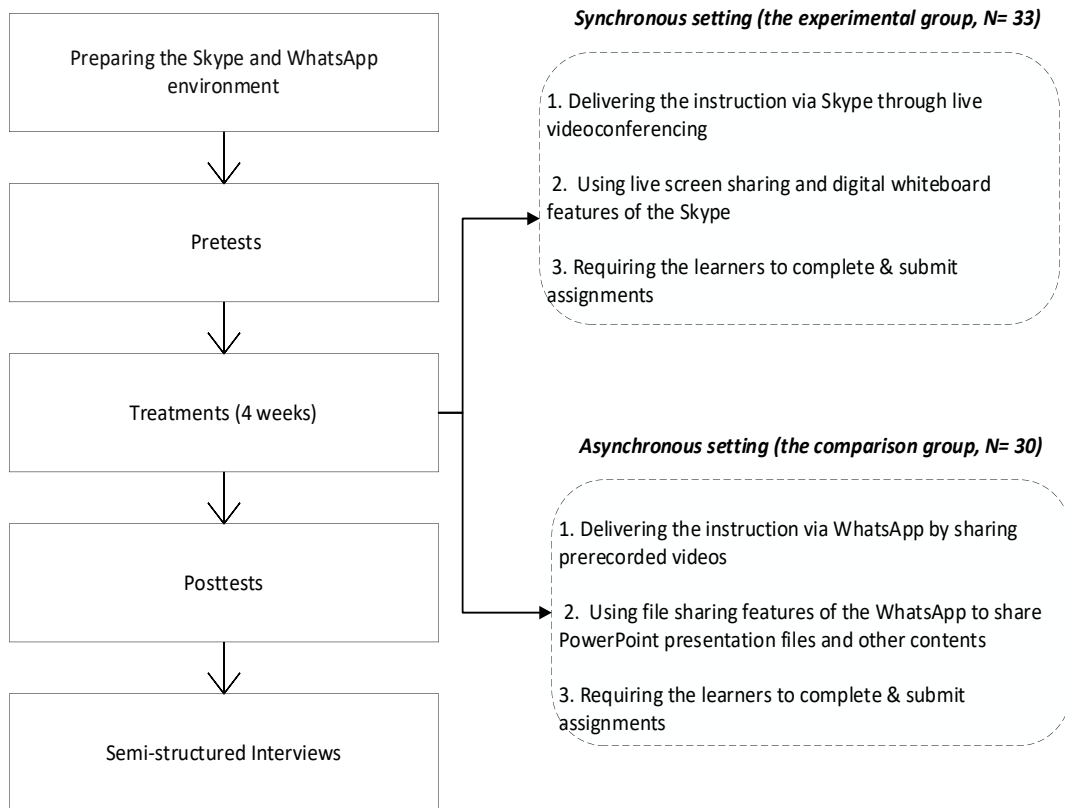 Preparing the Skype and WhatsApp
environment
Pretests
Treatments (4 weeks)
Posttests
Semi-structured Interviews
Synchronous setting (the experimental group, N= 33)
1. Delivering the instruction via Skype through live
videoconferencing
2. Using live screen sharing and digital whiteboard
features of the Skype
3. Requiring the learners to complete & submit
assignments
Asynchronous setting (the comparison group, N= 30)
1. Delivering the instruction via WhatsApp by sharing
prerecorded videos
2. Using file sharing features of the WhatsApp to share
PowerPoint presentation files and other contents
3. Requiring the learners to complete & submit
assignments